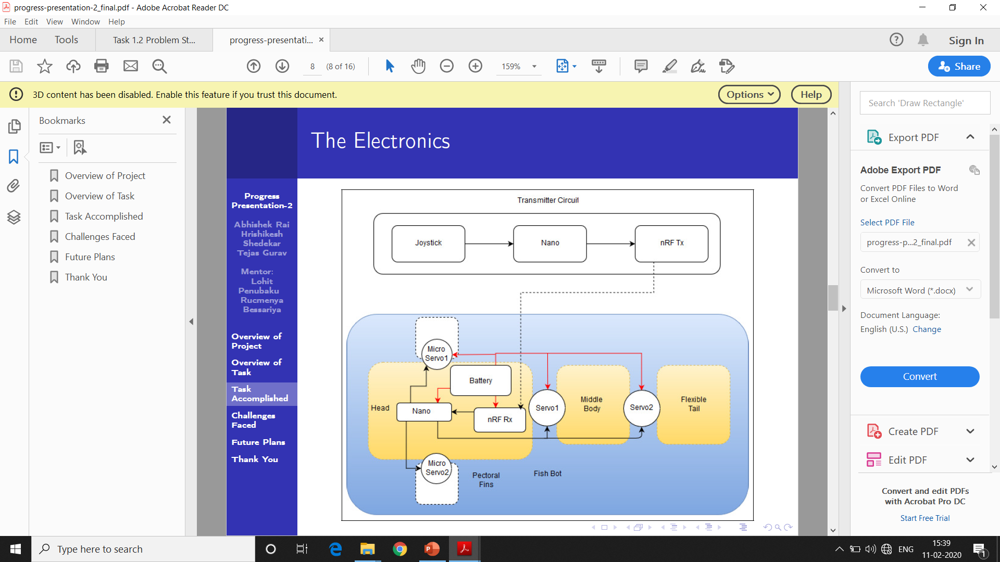 progress-presentation-2_final.pdf - Adobe Acrobat Reader DC
File Edit View Window Help
Home Tools Task 1.2 Problem St... progress-presentati... Sign In
8 (8 of 16) 159% Share
3D content has been disabled. Enable this feature if you trust this document. Options Help
Bookmarks
Overview of Project
Overview of Task
Task Accomplished
Challenges Faced
Future Plans
Thank You
The Electronics
Progress
Presentation-2
Abhishek Rai
Hrishikesh
Shedekar
Tejas Gurav
Mentor:
Lohit
Penubaku
Rucmenya
Bessariya
Overview of
Project
Overview of
Task
Task
Accomplished
Challenges
Faced
Future Plans
Thank You
Transmitter Circuit
Joystick Nano nRF Tx
Micro
Servo1
Battery
Head
Nano
nRF Rx
Servo1
Middle
Body
Servo2
Flexible
Tail
Micro
Servo2
Pectoral
Fins
Fish Bot
Search 'Draw Rectangle'
Export PDF
Adobe Export PDF
Convert PDF Files to Word
or Excel Online
Select PDF File
progress-p...2_final.pdf
Convert to
Microsoft Word (*.docx)
Document Language:
English (U.S.) Change
Convert
Create PDF
Edit PDF
Convert and edit PDFs
with Acrobat Pro DC
Start Free Trial
Type here to search
ENG
15:39
11-02-2020
1